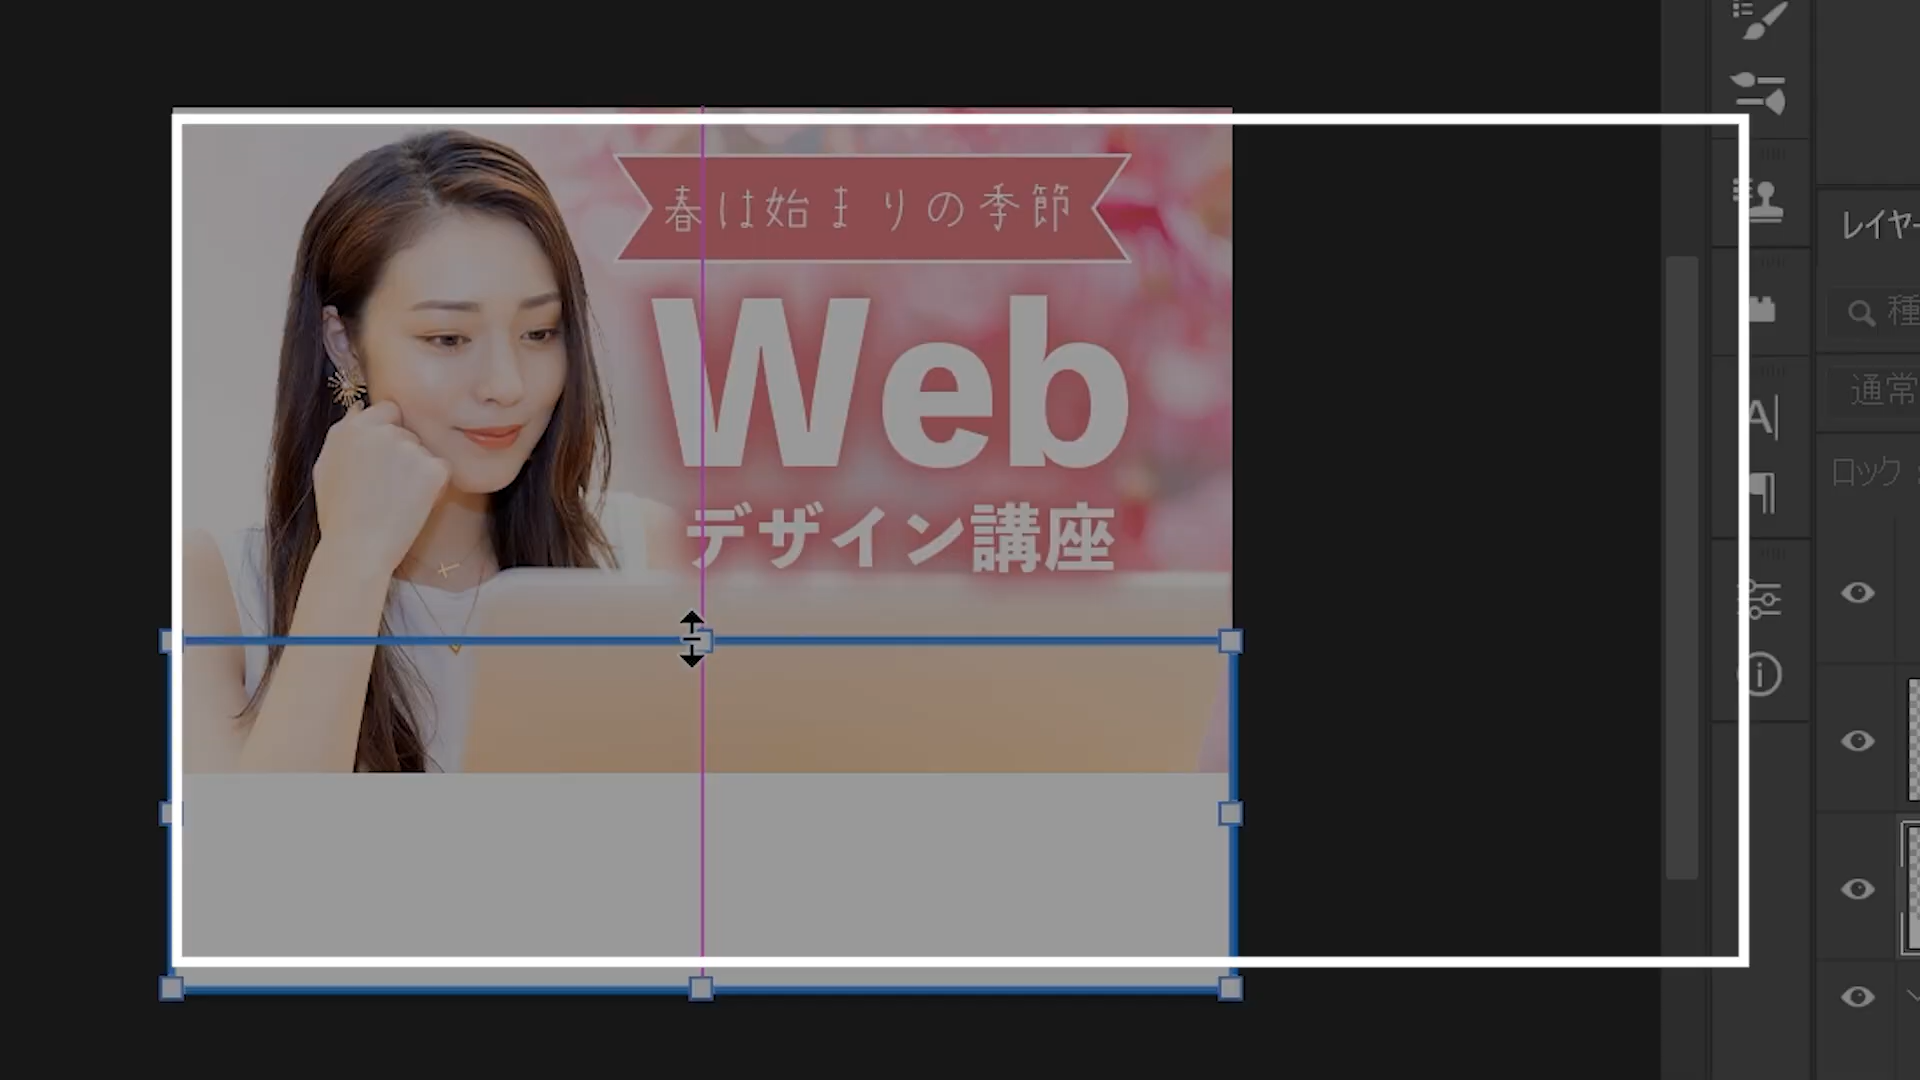 春は始まりの季節
Web
デザイン講座
レイヤー
種
通常
ロック